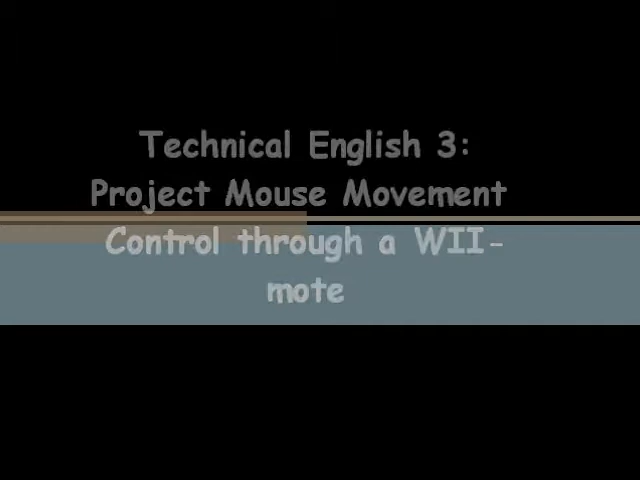 Technical English 3:
Project Mouse Movement
Control through a WII-
mote